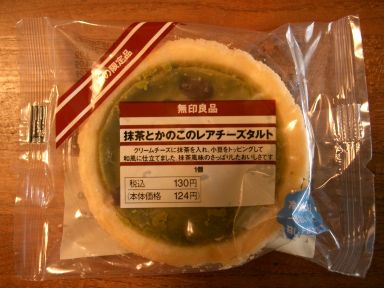 の限定品
無印良品
抹茶とかのこのレアチーズタルト
クリームチーズに抹茶を入れ、小豆をトッピングして
和風に仕立てました。抹茶風味のさっぱりしたおいしさです。
1個
税込 130円
(本体価格 124円)